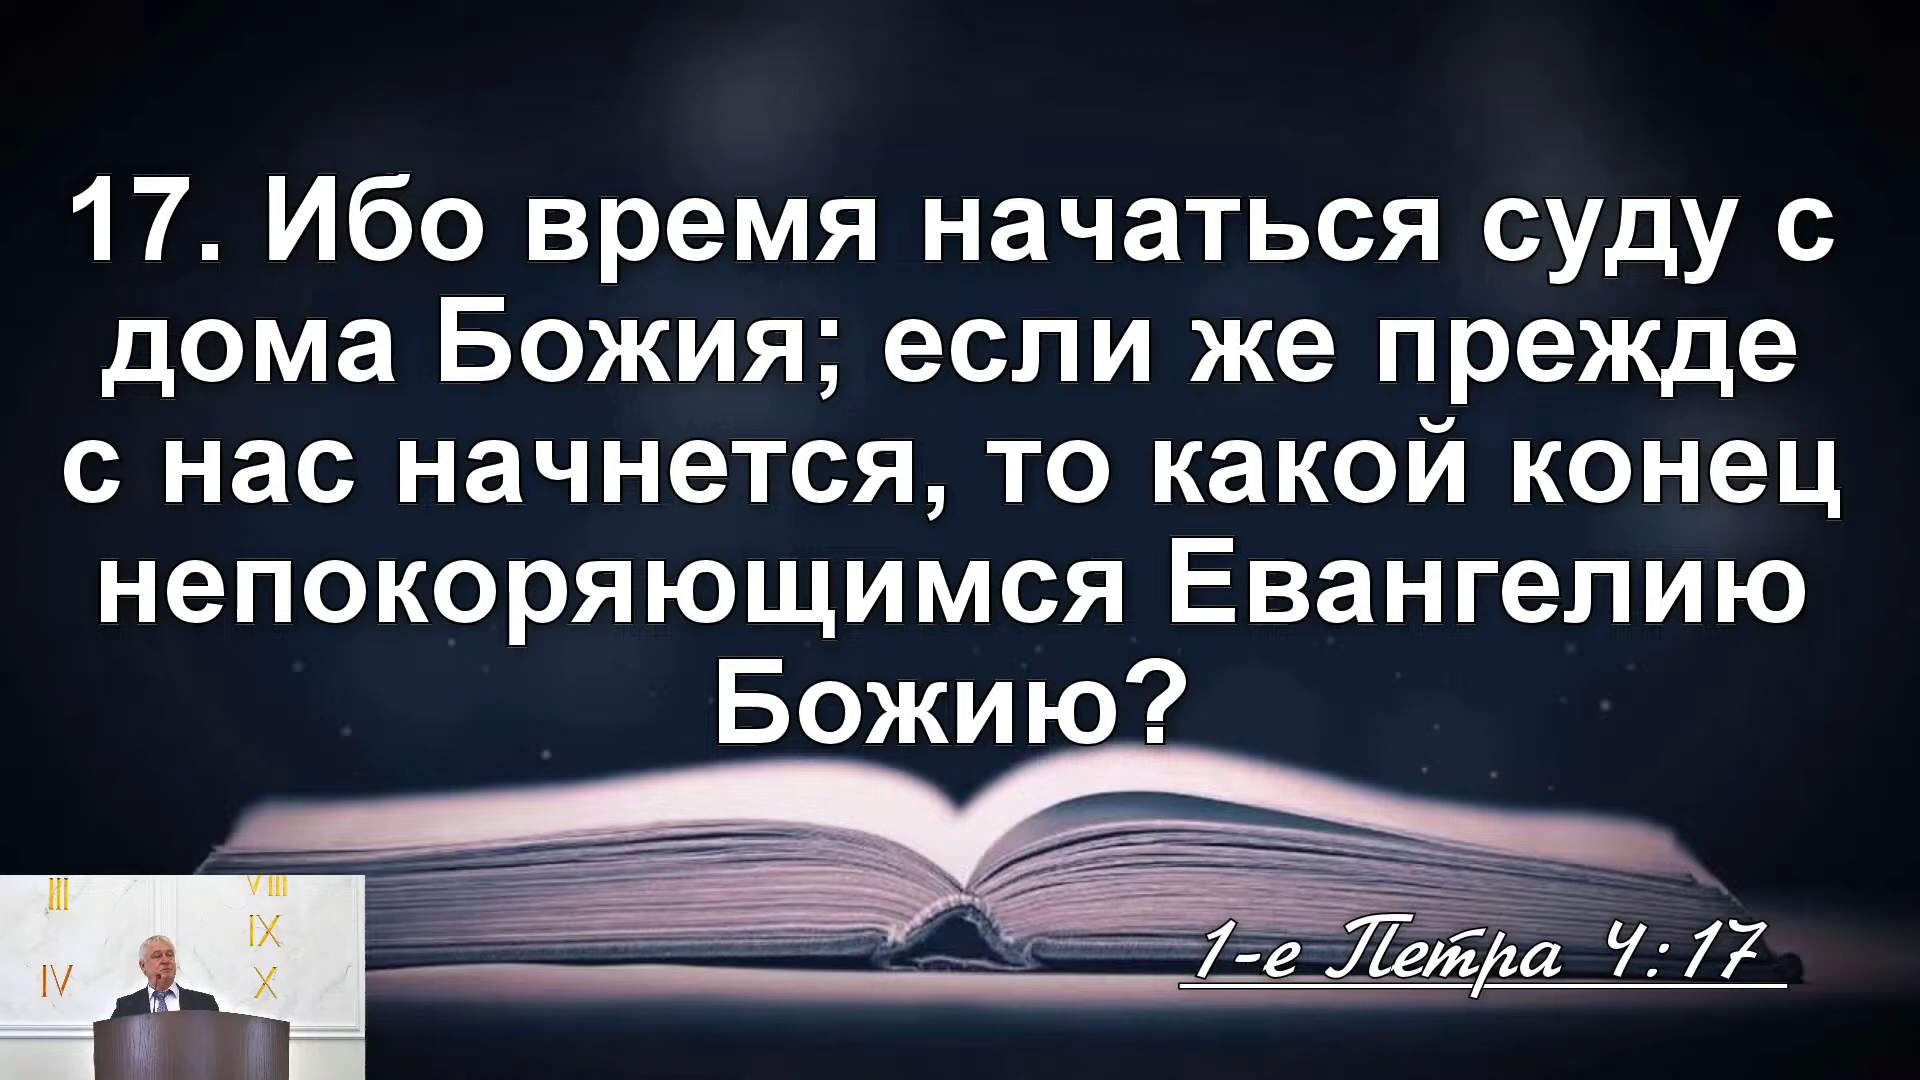 17. Ибо время начаться суду с
дома Божия; если же прежде
с нас начнется, то какой конец
непокоряющимся Евангелию
Божию?
1-е Петра 4:17
III
VIII
IX
IV
X